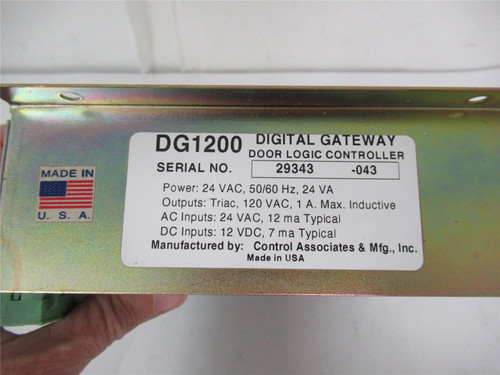 DG1200 DIGITAL GATEWAY
DOOR LOGIC CONTROLLER
SERIAL NO. 29343 -043
MADE IN
U.S.A.
Power: 24 VAC, 50/60 Hz, 24 VA
Outputs: Triac, 120 VAC, 1 A. Max. Inductive
AC Inputs: 24 VAC, 12 ma Typical
DC Inputs: 12 VDC, 7 ma Typical
Manufactured by: Control Associates & Mfg., Inc.
Made in USA